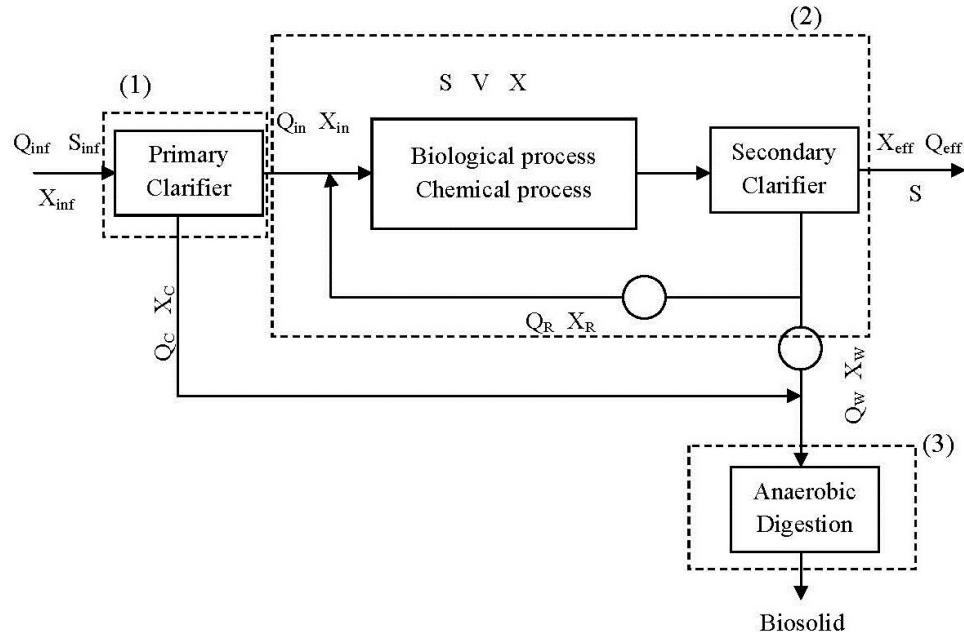 (2)
(1)
S V X
Q_in X_in
Q_inf S_inf
X_inf
Primary
Clarifier
Biological process
Chemical process
Secondary
Clarifier
X_eff Q_eff
S
Q_C X_C
Q_R X_R
Q_W X_W
(3)
Anaerobic
Digestion
Biosolid